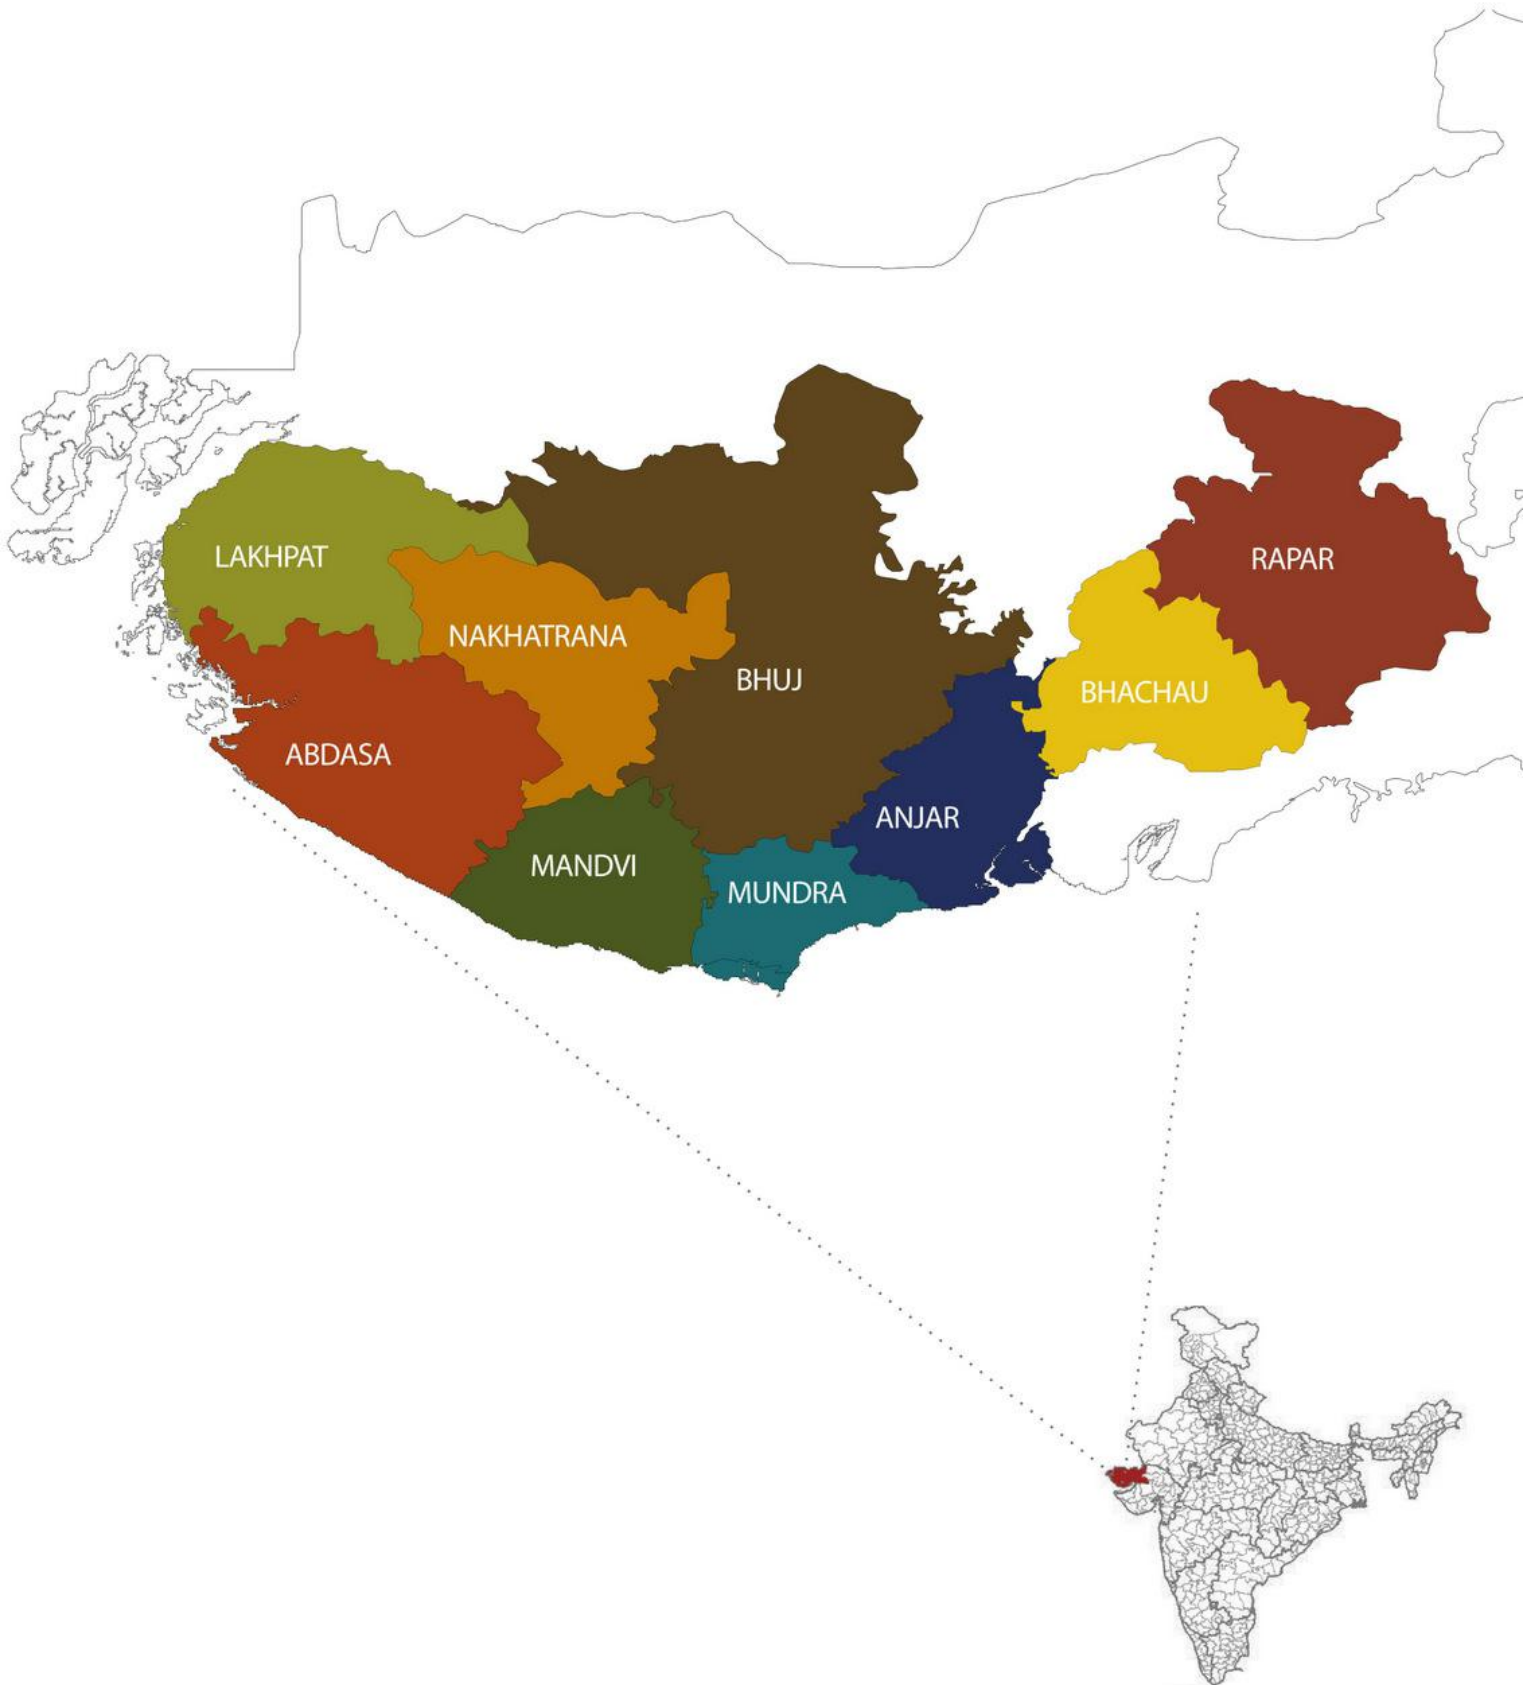 LAKHPAT
RAPAR
NAKHATRANA
BHUJ
BHACHAU
ABDASA
ANJAR
MANDVI
MUNDRA